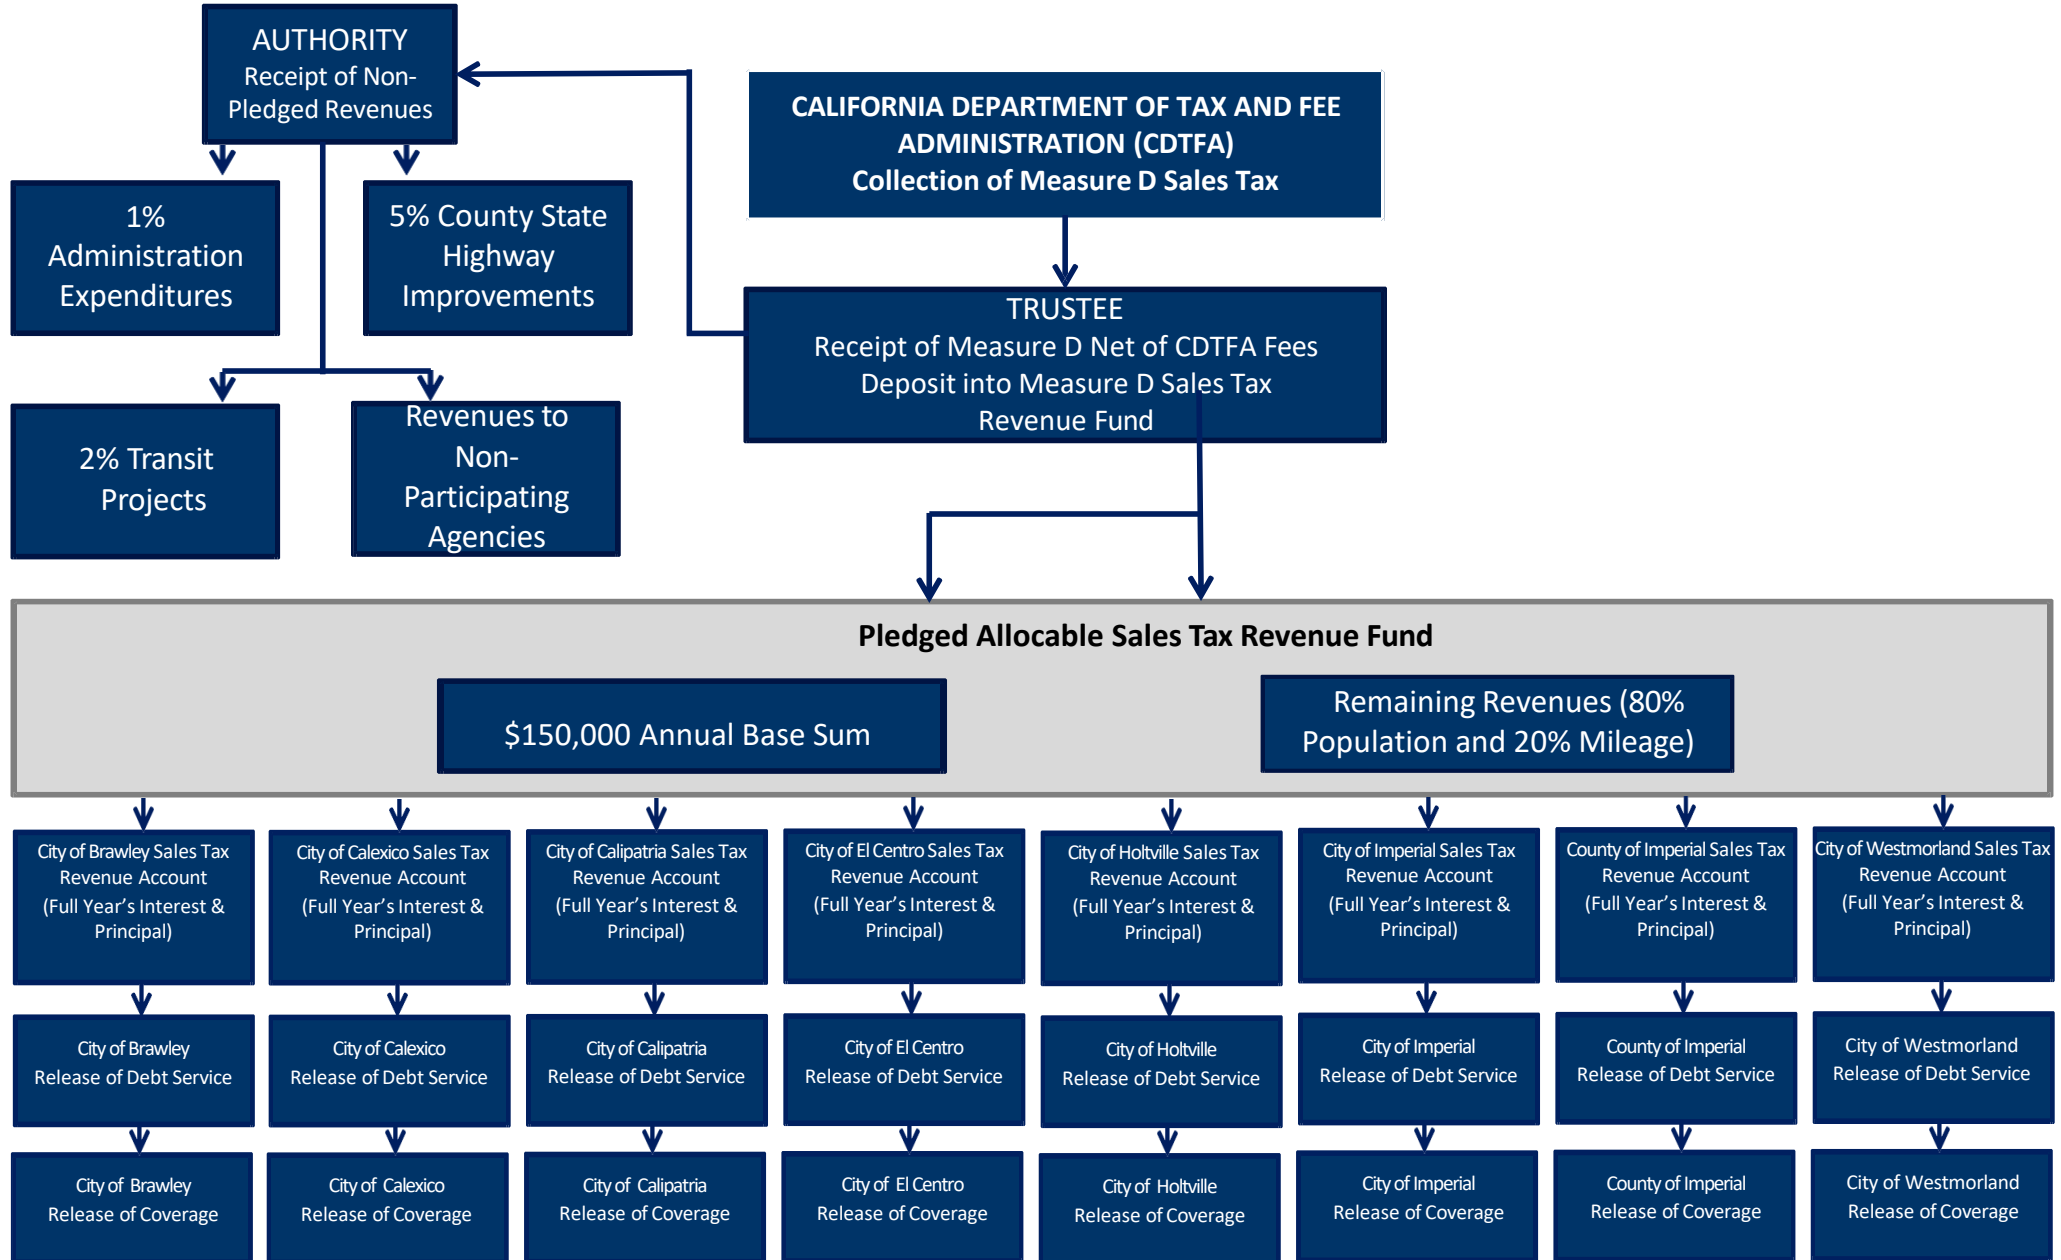 AUTHORITY
Receipt of Non-
Pledged Revenues
CALIFORNIA DEPARTMENT OF TAX AND FEE
ADMINISTRATION (CDTFA)
Collection of Measure D Sales Tax
1%
Administration
Expenditures
5% County State
Highway
Improvements
TRUSTEE
Receipt of Measure D Net of CDTFA Fees
Deposit into Measure D Sales Tax
Revenue Fund
2% Transit
Projects
Revenues to
Non-
Participating
Agencies
Pledged Allocable Sales Tax Revenue Fund
$150,000 Annual Base Sum
Remaining Revenues (80%
Population and 20% Mileage)
City of Brawley Sales Tax
Revenue Account
(Full Year’s Interest &
Principal)
City of Calexico Sales Tax
Revenue Account
(Full Year’s Interest &
Principal)
City of Calipatria Sales Tax
Revenue Account
(Full Year’s Interest &
Principal)
City of El Centro Sales Tax
Revenue Account
(Full Year’s Interest &
Principal)
City of Holtville Sales Tax
Revenue Account
(Full Year’s Interest &
Principal)
City of Imperial Sales Tax
Revenue Account
(Full Year’s Interest &
Principal)
County of Imperial Sales Tax
Revenue Account
(Full Year’s Interest &
Principal)
City of Westmorland Sales Tax
Revenue Account
(Full Year’s Interest &
Principal)
City of Brawley
Release of Debt Service
City of Calexico
Release of Debt Service
City of Calipatria
Release of Debt Service
City of El Centro
Release of Debt Service
City of Holtville
Release of Debt Service
City of Imperial
Release of Debt Service
County of Imperial
Release of Debt Service
City of Westmorland
Release of Debt Service
City of Brawley
Release of Coverage
City of Calexico
Release of Coverage
City of Calipatria
Release of Coverage
City of El Centro
Release of Coverage
City of Holtville
Release of Coverage
City of Imperial
Release of Coverage
County of Imperial
Release of Coverage
City of Westmorland
Release of Coverage